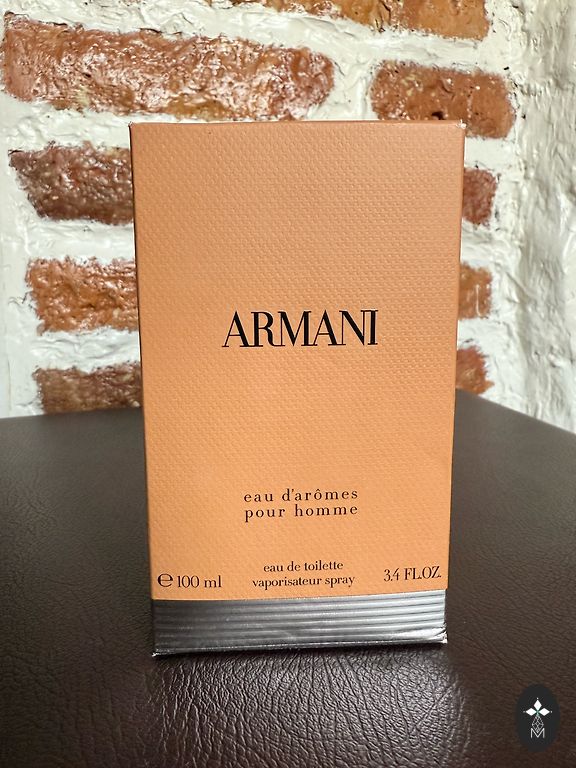 ARMANI
eau d'arômes
pour homme
eau de toilette
℮ 100 ml vaporisateur spray 3.4 FL.OZ.
M